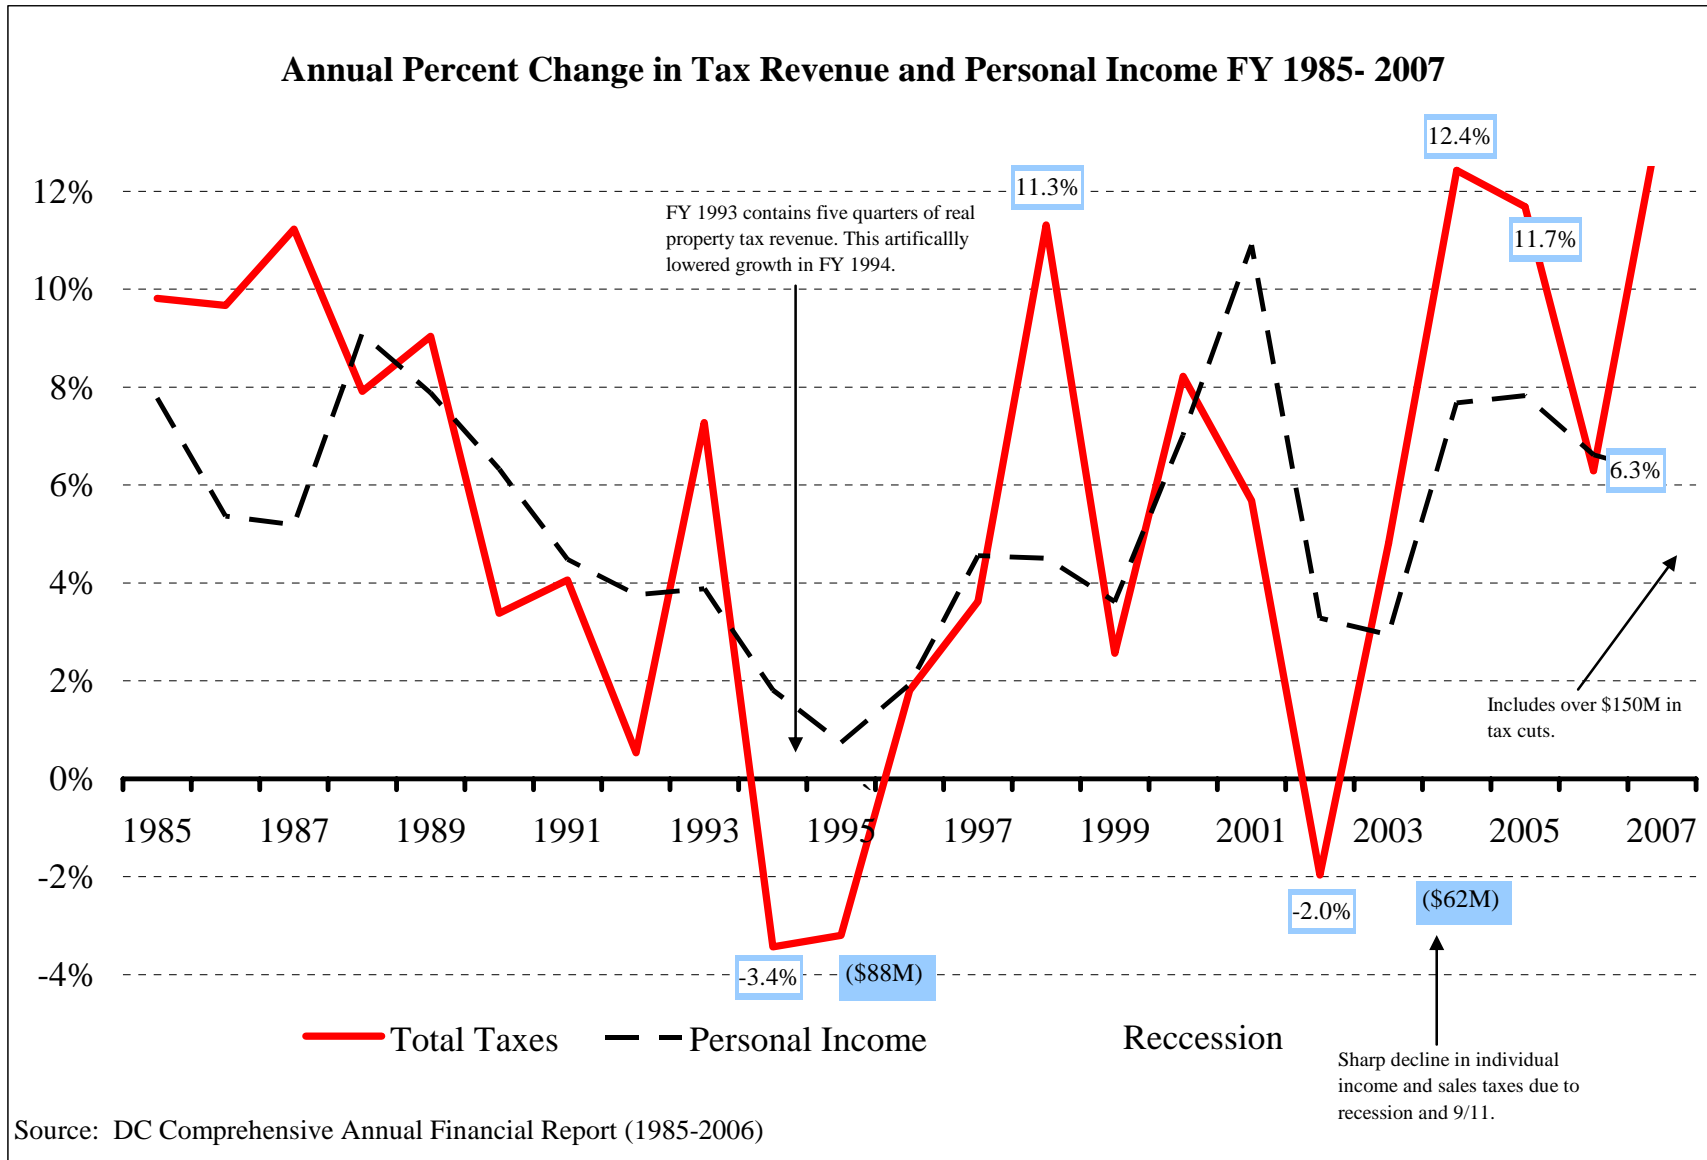 Annual Percent Change in Tax Revenue and Personal Income FY 1985- 2007
12.4%
11.3%
12%
FY 1993 contains five quarters of real
property tax revenue. This artificallly
lowered growth in FY 1994.
11.7%
10%
8%
6.3%
6%
4%
2%
Includes over $150M in
tax cuts.
0%
1985 1987 1989 1991 1993 1995 1997 1999 2001 2003 2005 2007
-2%
-2.0%
($62M)
-4%
-3.4%
($88M)
Total Taxes
Personal Income
Reccession
Sharp decline in individual
income and sales taxes due to
recession and 9/11.
Source: DC Comprehensive Annual Financial Report (1985-2006)